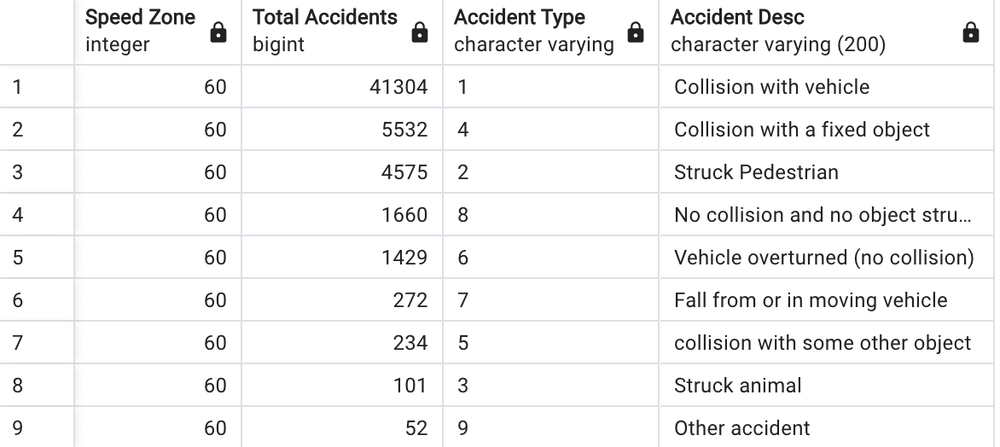 Speed Zone Total Accidents Accident Type Accident Desc
integer bigint character varying character varying (200)
1 60 41304 1 Collision with vehicle
2 60 5532 4 Collision with a fixed object
3 60 4575 2 Struck Pedestrian
4 60 1660 8 No collision and no object stru...
5 60 1429 6 Vehicle overturned (no collision)
6 60 272 7 Fall from or in moving vehicle
7 60 234 5 collision with some other object
8 60 101 3 Struck animal
9 60 52 9 Other accident